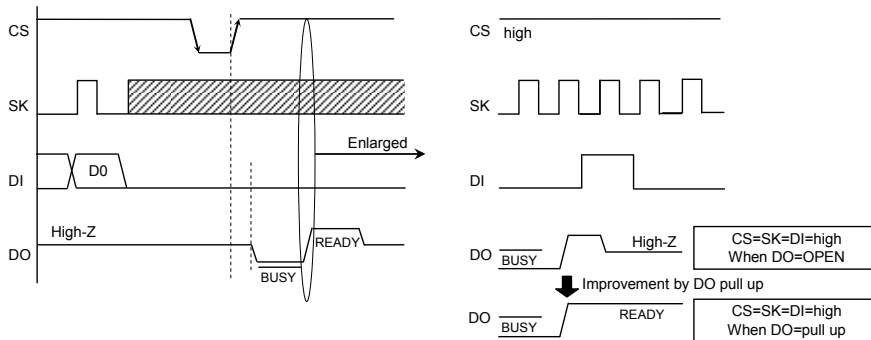 CS
SK
DI
D0
DO
High-Z
BUSY
READY
Enlarged
CS
high
SK
DI
DO
BUSY
High-Z
CS=SK=DI=high
When DO=OPEN
Improvement by DO pull up
DO
BUSY
READY
CS=SK=DI=high
When DO=pull up